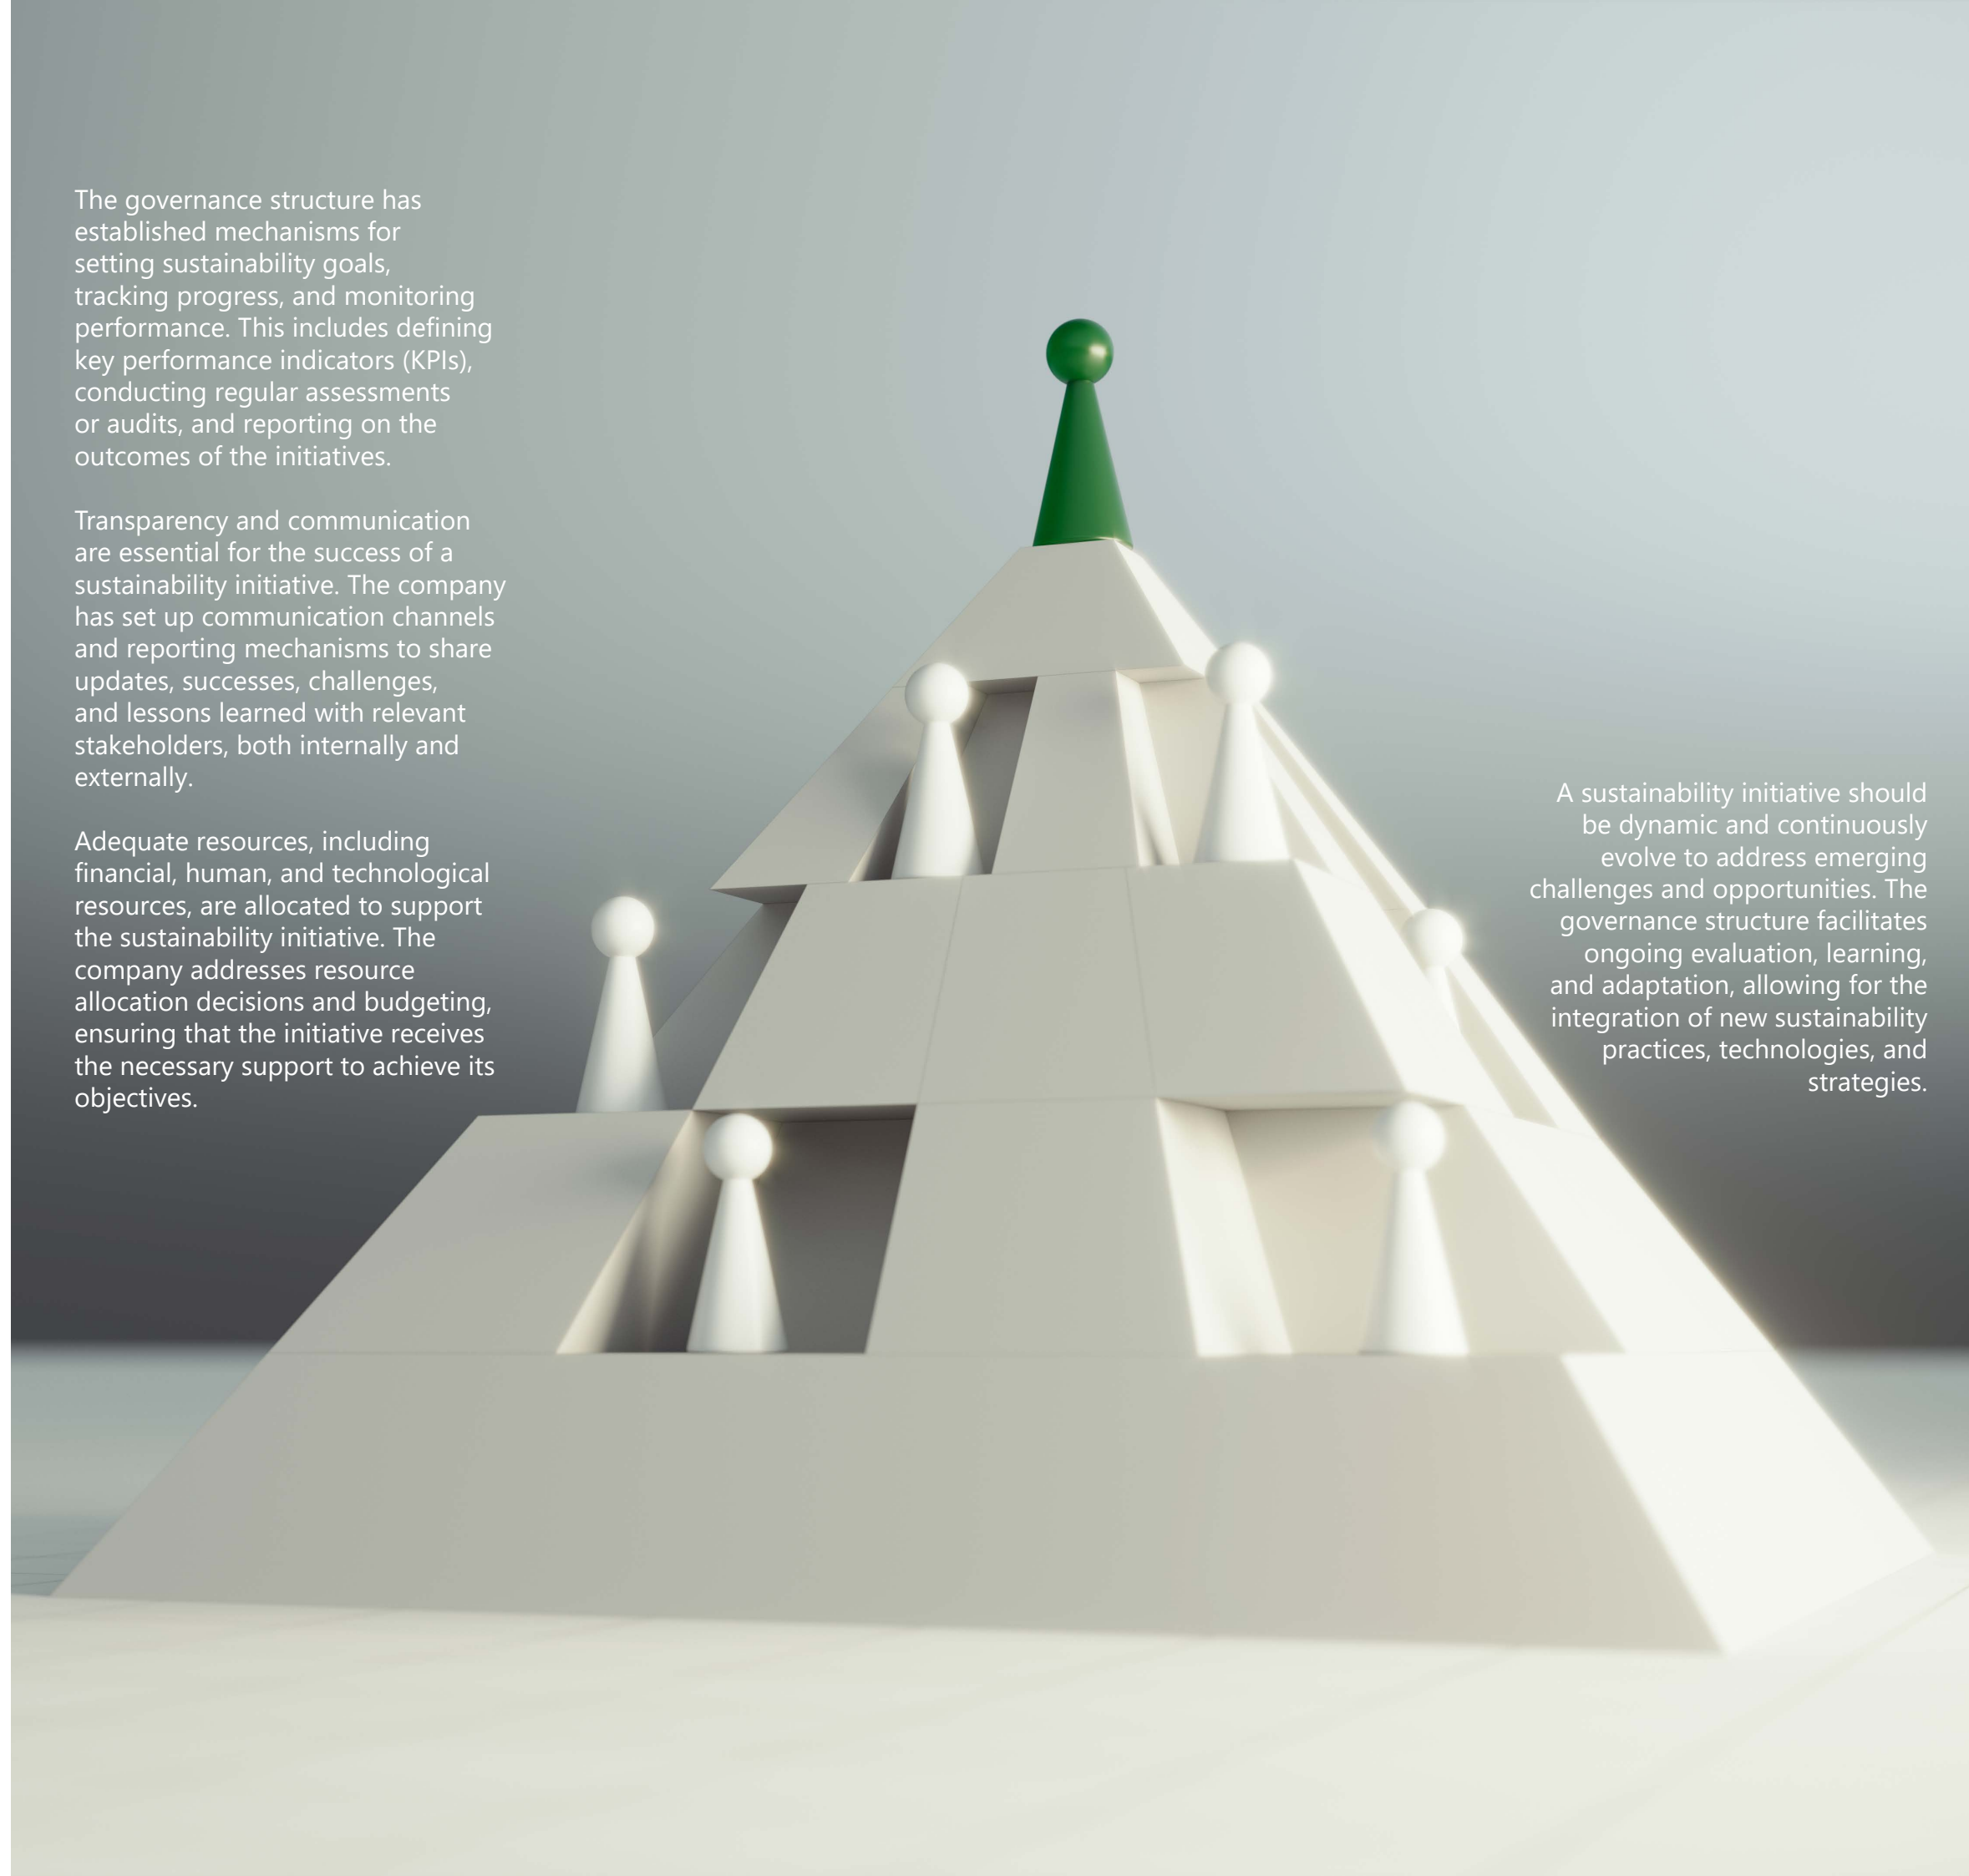 The governance structure has
established mechanisms for
setting sustainability goals,
tracking progress, and monitoring
performance. This includes defining
key performance indicators (KPIs),
conducting regular assessments
or audits, and reporting on the
outcomes of the initiatives.
Transparency and communication
are essential for the success of a
sustainability initiative. The company
has set up communication channels
and reporting mechanisms to share
updates, successes, challenges,
and lessons learned with relevant
stakeholders, both internally and
externally.
Adequate resources, including
financial, human, and technological
resources, are allocated to support
the sustainability initiative. The
company addresses resource
allocation decisions and budgeting,
ensuring that the initiative receives
the necessary support to achieve its
objectives.
A sustainability initiative should
be dynamic and continuously
evolve to address emerging
challenges and opportunities. The
governance structure facilitates
ongoing evaluation, learning,
and adaptation, allowing for the
integration of new sustainability
practices, technologies, and
strategies.